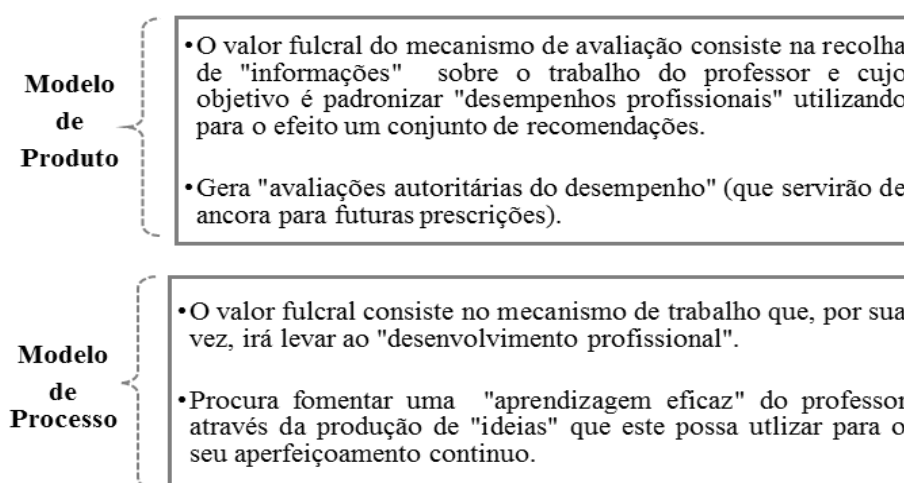 Modelo
de
Produto
•O valor fulcral do mecanismo de avaliação consiste na recolha
de "informações" sobre o trabalho do professor e cujo
objetivo é padronizar "desempenhos profissionais" utilizando
para o efeito um conjunto de recomendações.
•Gera "avaliações autoritárias do desempenho" (que servirão de
ancora para futuras prescrições).
Modelo
de
Processo
•O valor fulcral consiste no mecanismo de trabalho que, por sua
vez, irá levar ao "desenvolvimento profissional".
•Procura fomentar uma "aprendizagem eficaz" do professor
através da produção de "ideias" que este possa utlizar para o
seu aperfeiçoamento continuo.